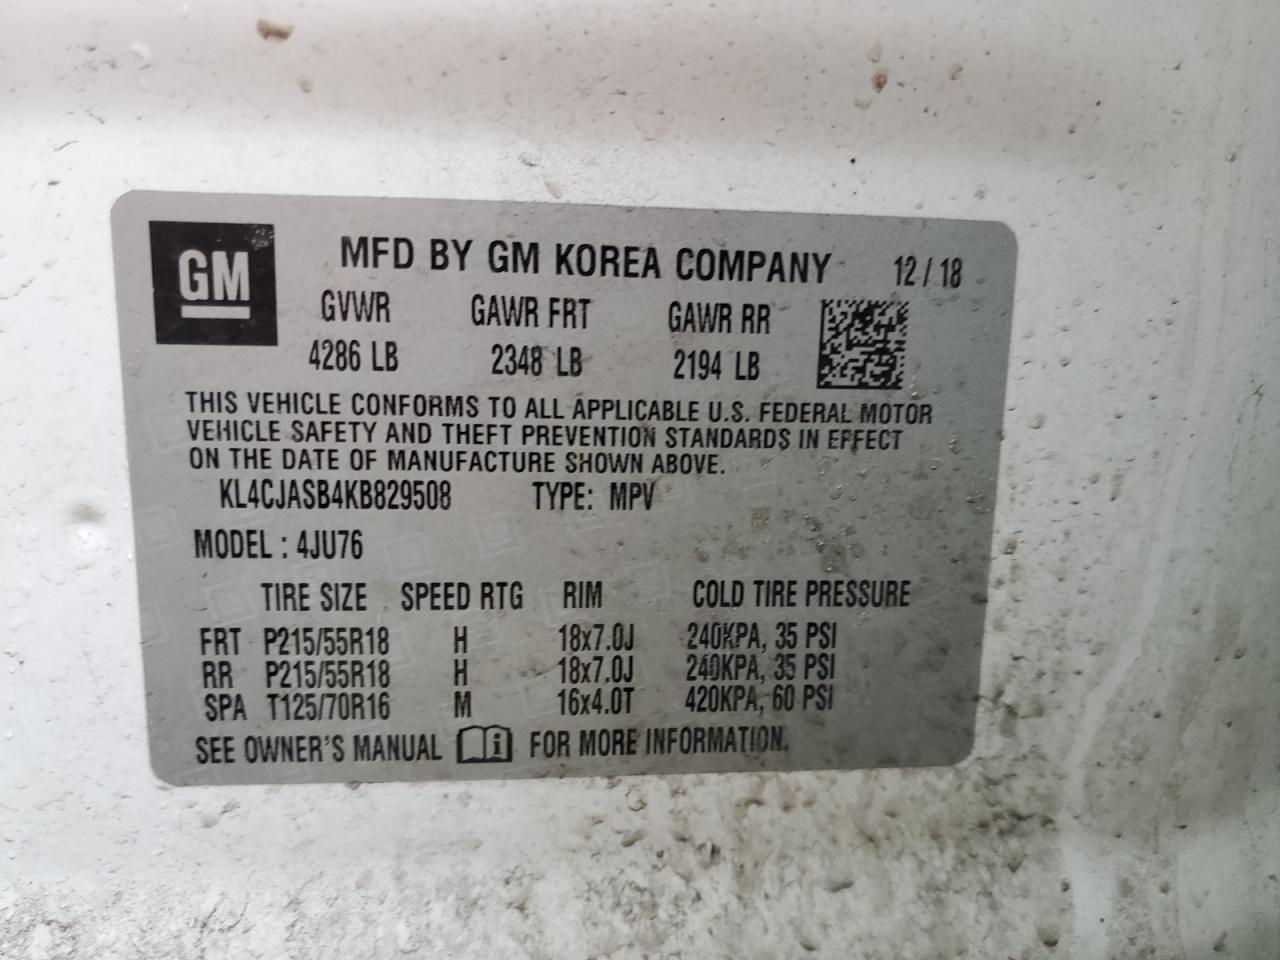 GM
MFD BY GM KOREA COMPANY 12/18
GVWR GAWR FRT GAWR RR
4286 LB 2348 LB 2194 LB
THIS VEHICLE CONFORMS TO ALL APPLICABLE U.S. FEDERAL MOTOR
VEHICLE SAFETY AND THEFT PREVENTION STANDARDS IN EFFECT
ON THE DATE OF MANUFACTURE SHOWN ABOVE.
KL4CJASB4KB829508 TYPE: MPV
MODEL : 4JU76
TIRE SIZE SPEED RTG RIM COLD TIRE PRESSURE
FRT P215/55R18 H 18x7.0J 240KPA, 35 PSI
RR P215/55R18 H 18x7.0J 240KPA, 35 PSI
SPA T125/70R16 M 16x4.0T 420KPA, 60 PSI
SEE OWNER'S MANUAL i FOR MORE INFORMATION.